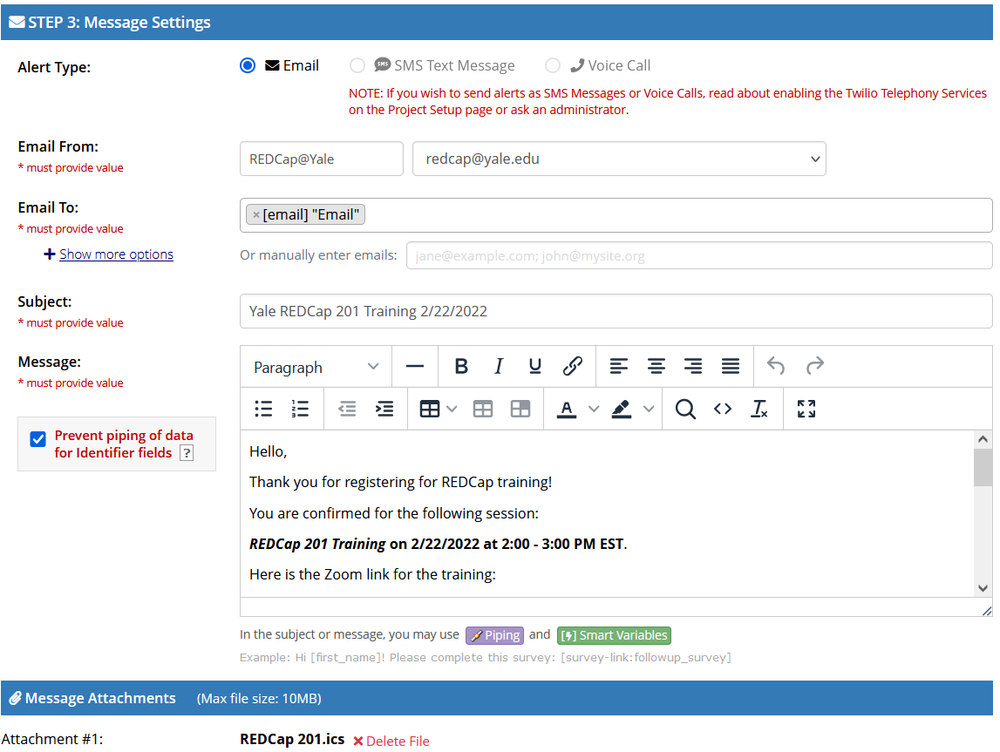 STEP 3: Message Settings
Alert Type:
Email
SMS Text Message
Voice Call
NOTE: If you wish to send alerts as SMS Messages or Voice Calls, read about enabling the Twilio Telephony Services
on the Project Setup page or ask an administrator.
Email From:
* must provide value
REDCap@Yale
redcap@yale.edu
Email To:
* must provide value
× [email] "Email"
+ Show more options
Or manually enter emails:
jane@example.com; john@mysite.org
Subject:
* must provide value
Yale REDCap 201 Training 2/22/2022
Message:
* must provide value
Paragraph
B I U
A
Prevent piping of data
for Identifier fields ?
Hello,
Thank you for registering for REDCap training!
You are confirmed for the following session:
REDCap 201 Training on 2/22/2022 at 2:00 - 3:00 PM EST.
Here is the Zoom link for the training:
In the subject or message, you may use Piping and Smart Variables
Example: Hi [first_name]! Please complete this survey: [survey-link:followup_survey]
Message Attachments (Max file size: 10MB)
Attachment #1:
REDCap 201.ics
Delete File